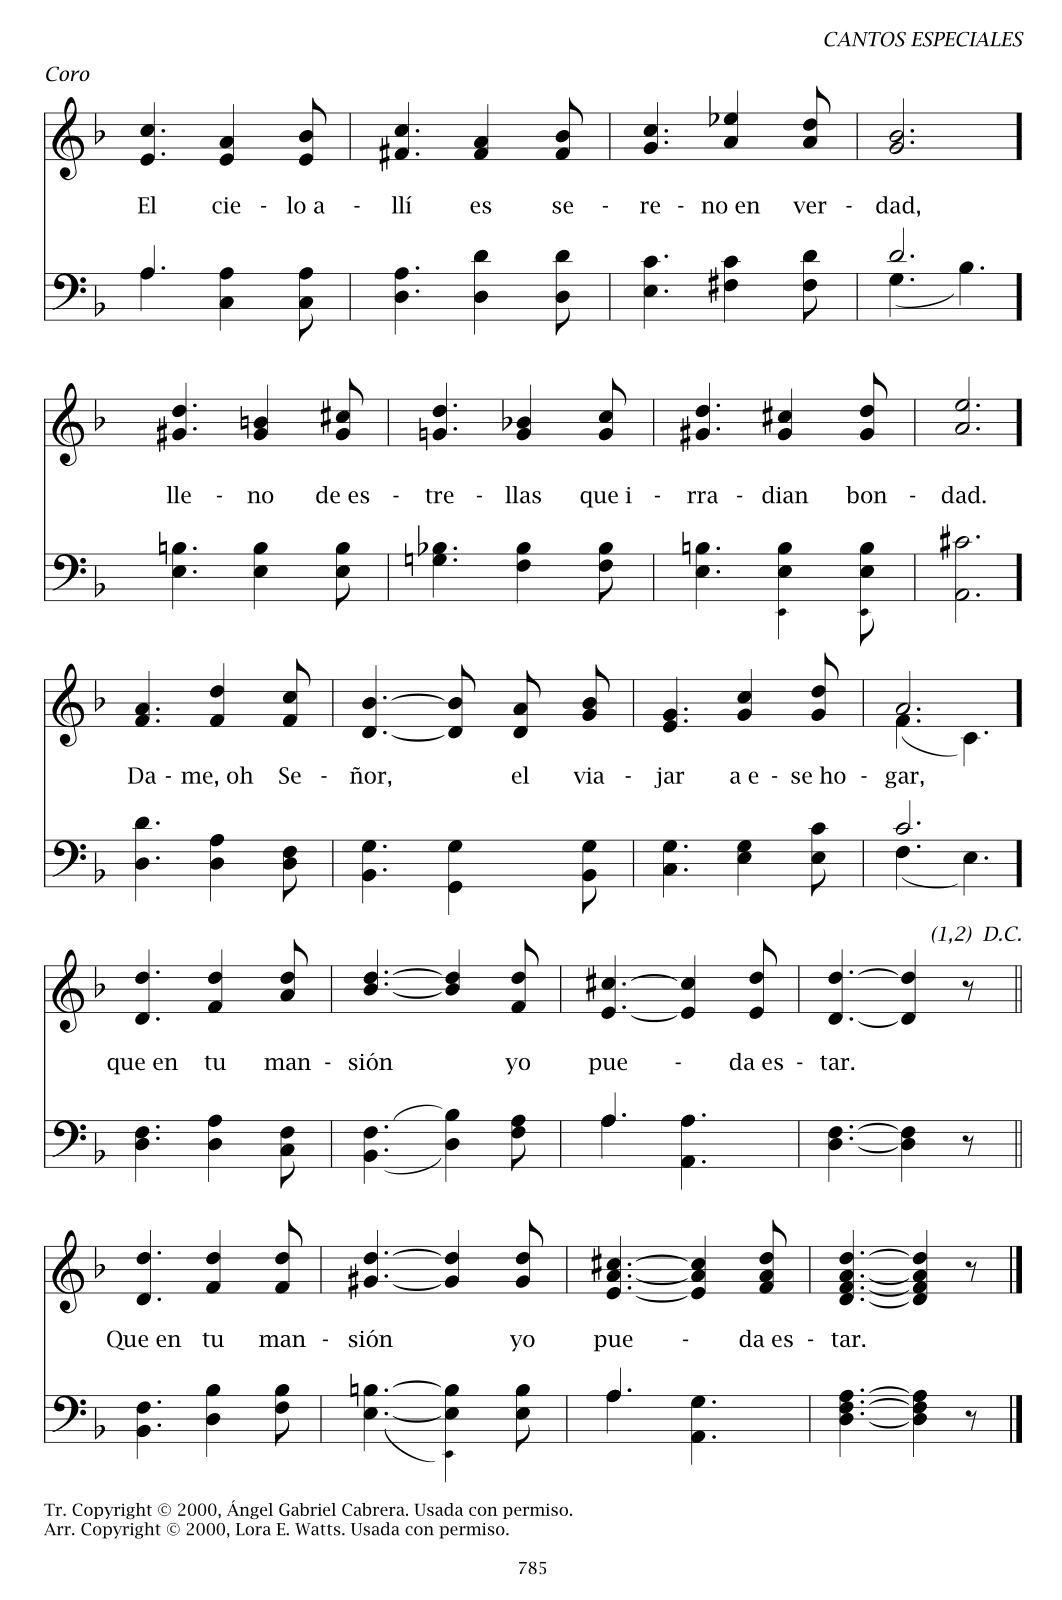 CANTOS ESPECIALES
Coro
El cie - lo a - llí es se - re - no en ver - dad,
lle - no de es - tre - llas que i - rra - dian bon - dad.
Da - me, oh Se - ñor, el via - jar a e - se ho - gar,
(1,2) D.C.
que en tu man - sión yo pue - da es - tar.
Que en tu man - sión yo pue - da es - tar.
Tr. Copyright © 2000, Ángel Gabriel Cabrera. Usada con permiso.
Arr. Copyright © 2000, Lora E. Watts. Usada con permiso.
785